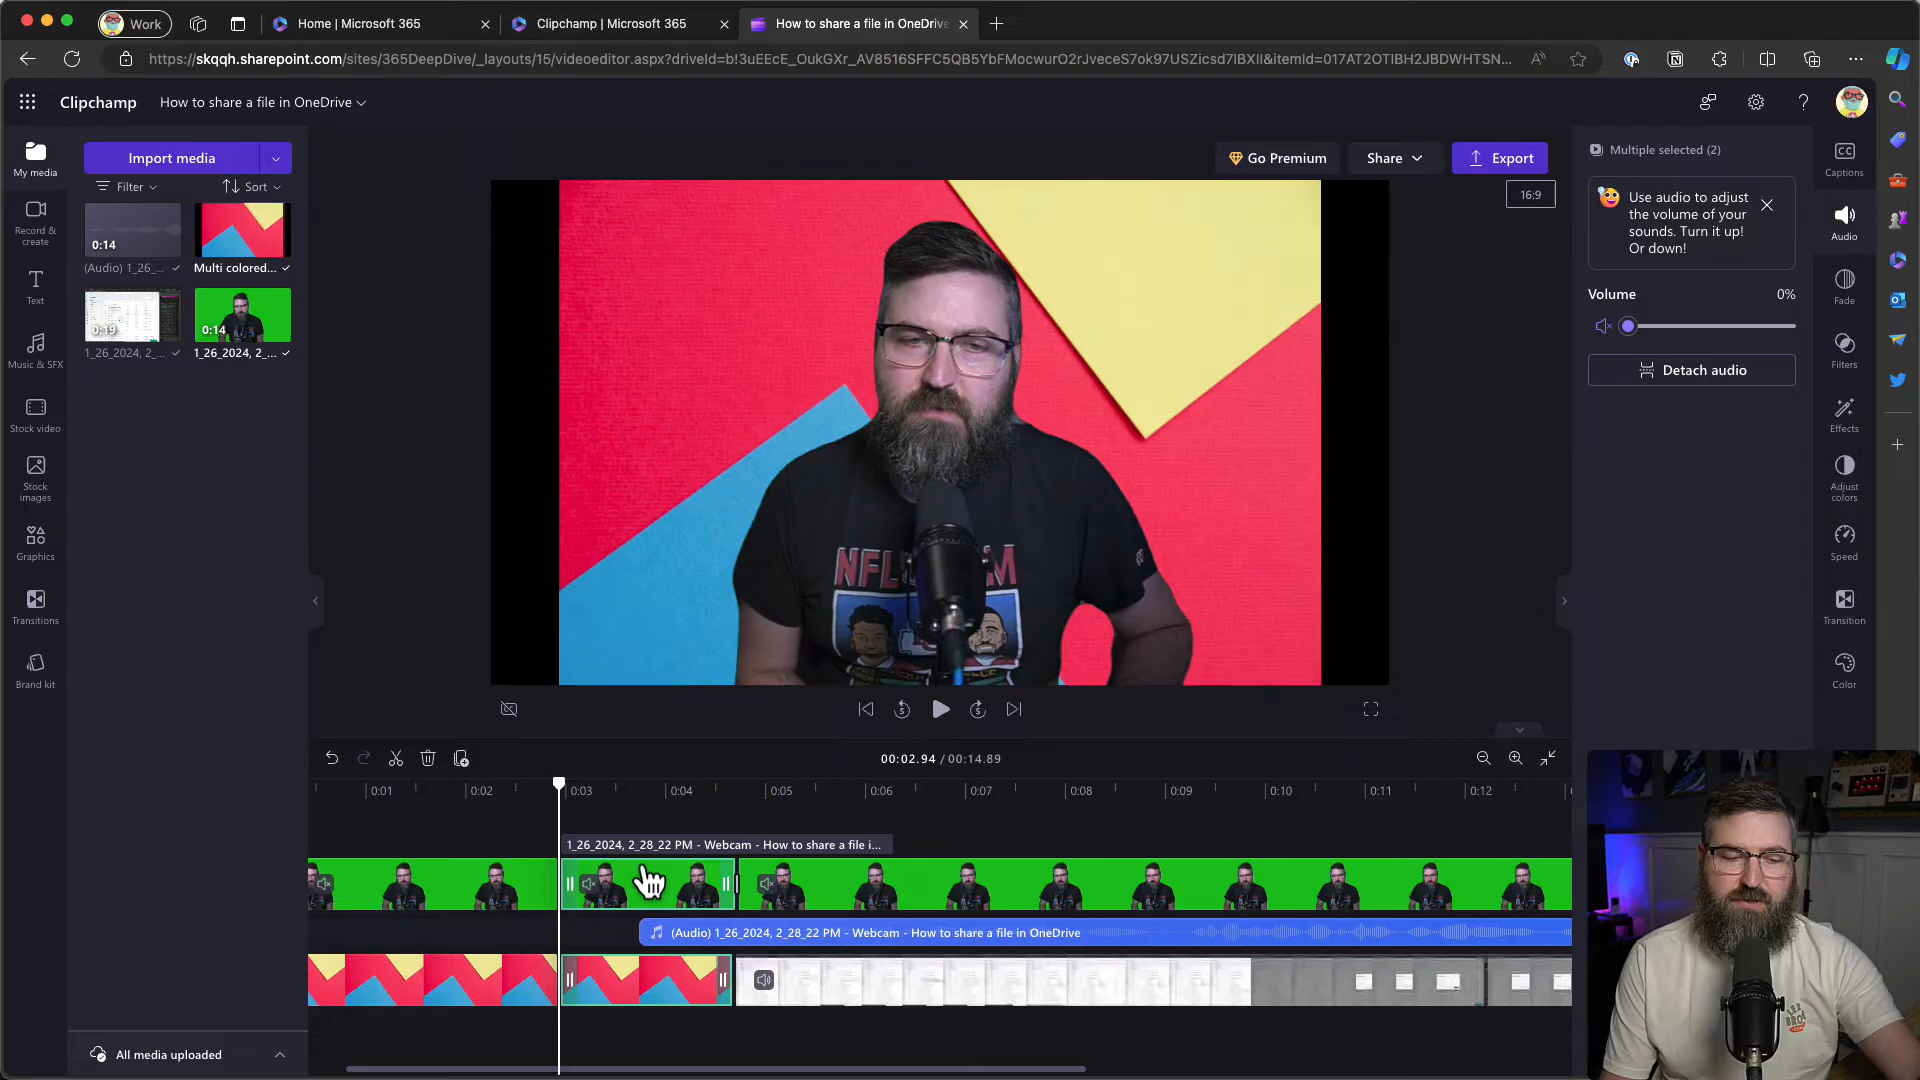 Work
Home | Microsoft 365
Clipchamp | Microsoft 365
How to share a file in OneDrive
https://skqqh.sharepoint.com/sites/365DeepDive/_layouts/15/videoeditor.aspx?driveId=b!3uEEcE_OukGXr_AV8516SFFC5QB5YbFMocwurO2rJveceS7ok97USZicsd7IBXII&itemId=017AT2OTIBH2JBDWHTSN...
Clipchamp
How to share a file in OneDrive
My media
Record & create
Text
Music & SFX
Stock video
Stock images
Graphics
Transitions
Brand kit
Import media
Filter
Sort
0:14
(Audio) 1_26_...
Multi colored...
0:19
1_26_2024, 2_...
0:14
1_26_2024, 2_...
All media uploaded
Go Premium
Share
Export
16:9
NFL
00:02.94 / 00:14.89
0:01
0:02
0:03
0:04
0:05
0:06
0:07
0:08
0:09
0:10
0:11
0:12
1_26_2024, 2_28_22 PM - Webcam - How to share a file i...
(Audio) 1_26_2024, 2_28_22 PM - Webcam - How to share a file in OneDrive
Multiple selected (2)
Use audio to adjust
the volume of your
sounds. Turn it up!
Or down!
Volume
0%
Detach audio
Captions
Audio
Fade
Filters
Effects
Adjust colors
Speed
Transition
Color